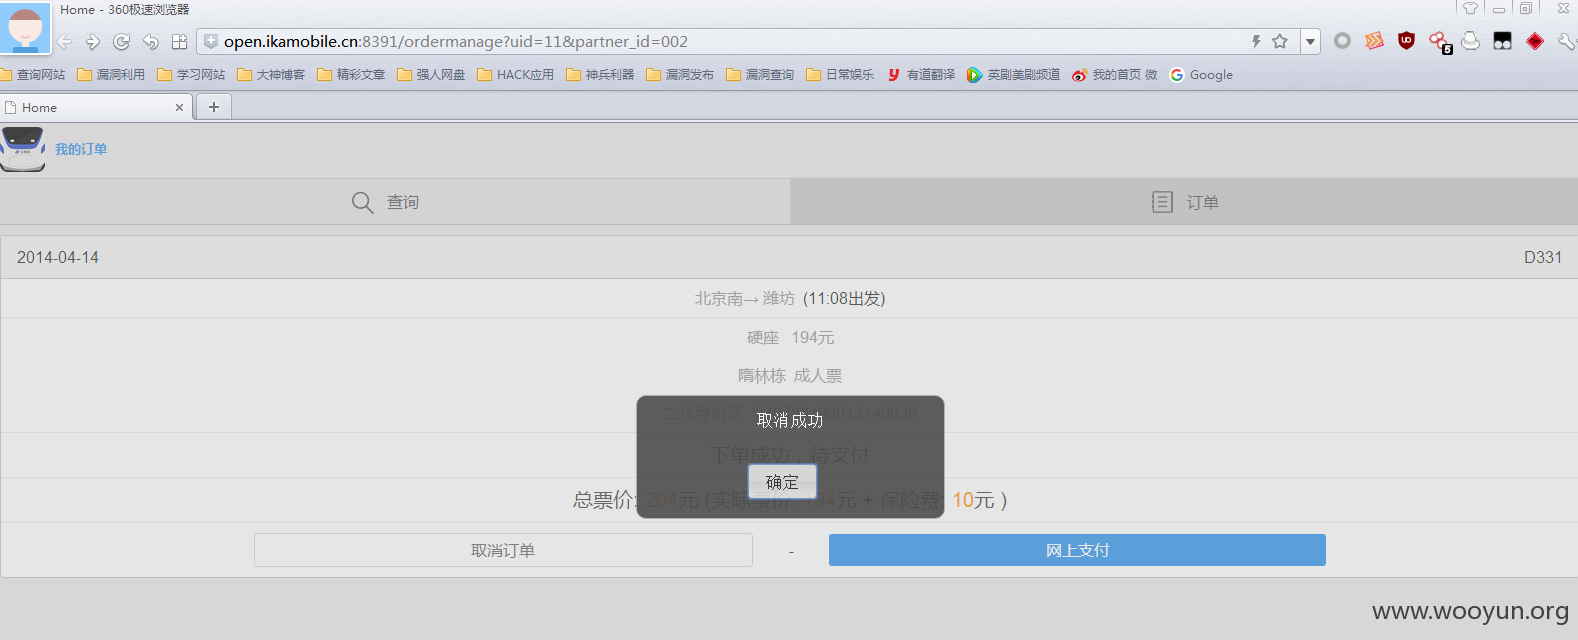 Home - 360极速浏览器
open.ikamobile.cn:8391/ordermanage?uid=11&partner_id=002
查询网站 漏洞利用 学习网站 大神博客 精彩文章 强人网盘 HACK应用 神兵利器 漏洞发布 漏洞查询 日常娱乐 有道翻译 英剧美剧频道 我的首页 微 Google
Home
我的订单
查询 订单
2014-04-14 D331
北京南→ 潍坊 (11:08出发)
硬座 194元
隋林栋 成人票
二代身份证
取消成功
下单成功，待支付
确定
总票价: 204元 (实际票价: 194元 + 保险费: 10元 )
取消订单 - 网上支付
www.wooyun.org